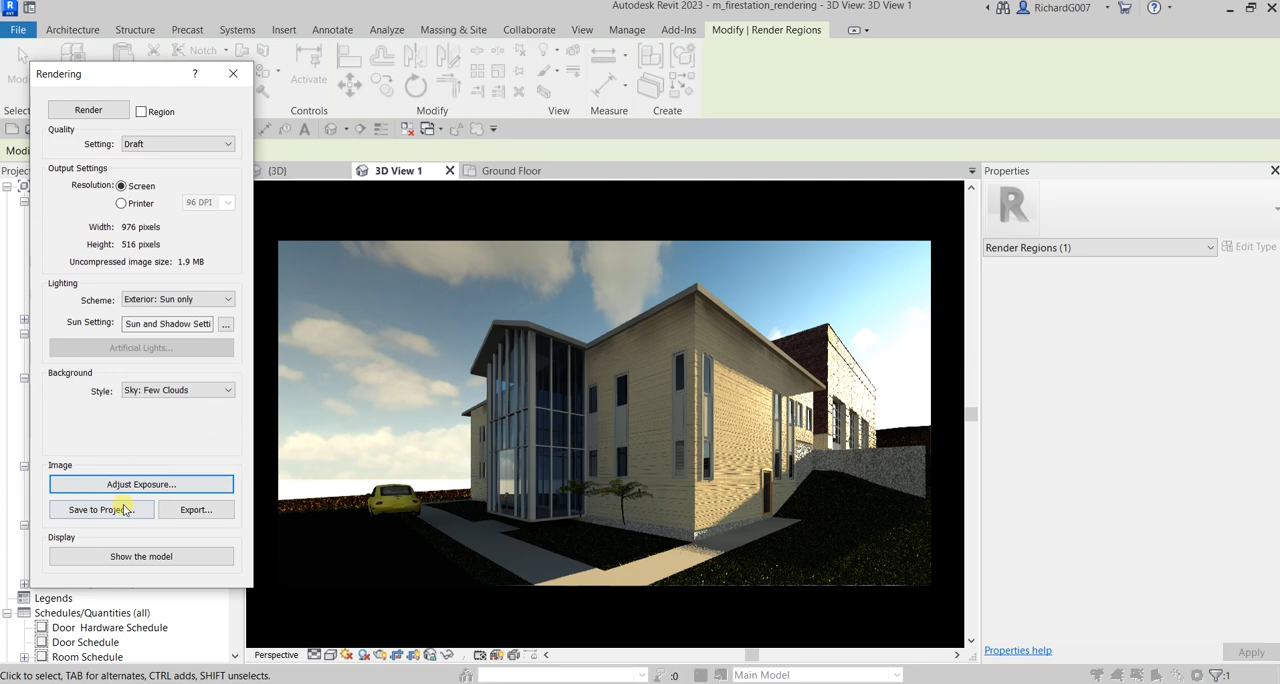 Autodesk Revit 2023 - m_firestation_rendering - 3D View: 3D View 1
RichardG007
File Architecture Structure Precast Systems Insert Annotate Analyze Massing & Site Collaborate View Manage Add-Ins Modify | Render Regions
Notch
Activate
Select Controls Modify View Measure Create
Modi
Projec
Rendering
Render
Region
Quality
Setting: Draft
Output Settings
Resolution: Screen
Printer 96 DPI
Width: 976 pixels
Height: 516 pixels
Uncompressed image size: 1.9 MB
Lighting
Scheme: Exterior: Sun only
Sun Setting: Sun and Shadow Setti ...
Artificial Lights...
Background
Style: Sky: Few Clouds
Image
Adjust Exposure...
Save to Proj Export...
Display
Show the model
{3D} 3D View 1 Ground Floor
Properties
R
Render Regions (1) Edit Type
Legends
Schedules/Quantities (all)
Door Hardware Schedule
Door Schedule
Room Schedule
Perspective
Properties help Apply
Click to select, TAB for alternates, CTRL adds, SHIFT unselects. :0 Main Model :1